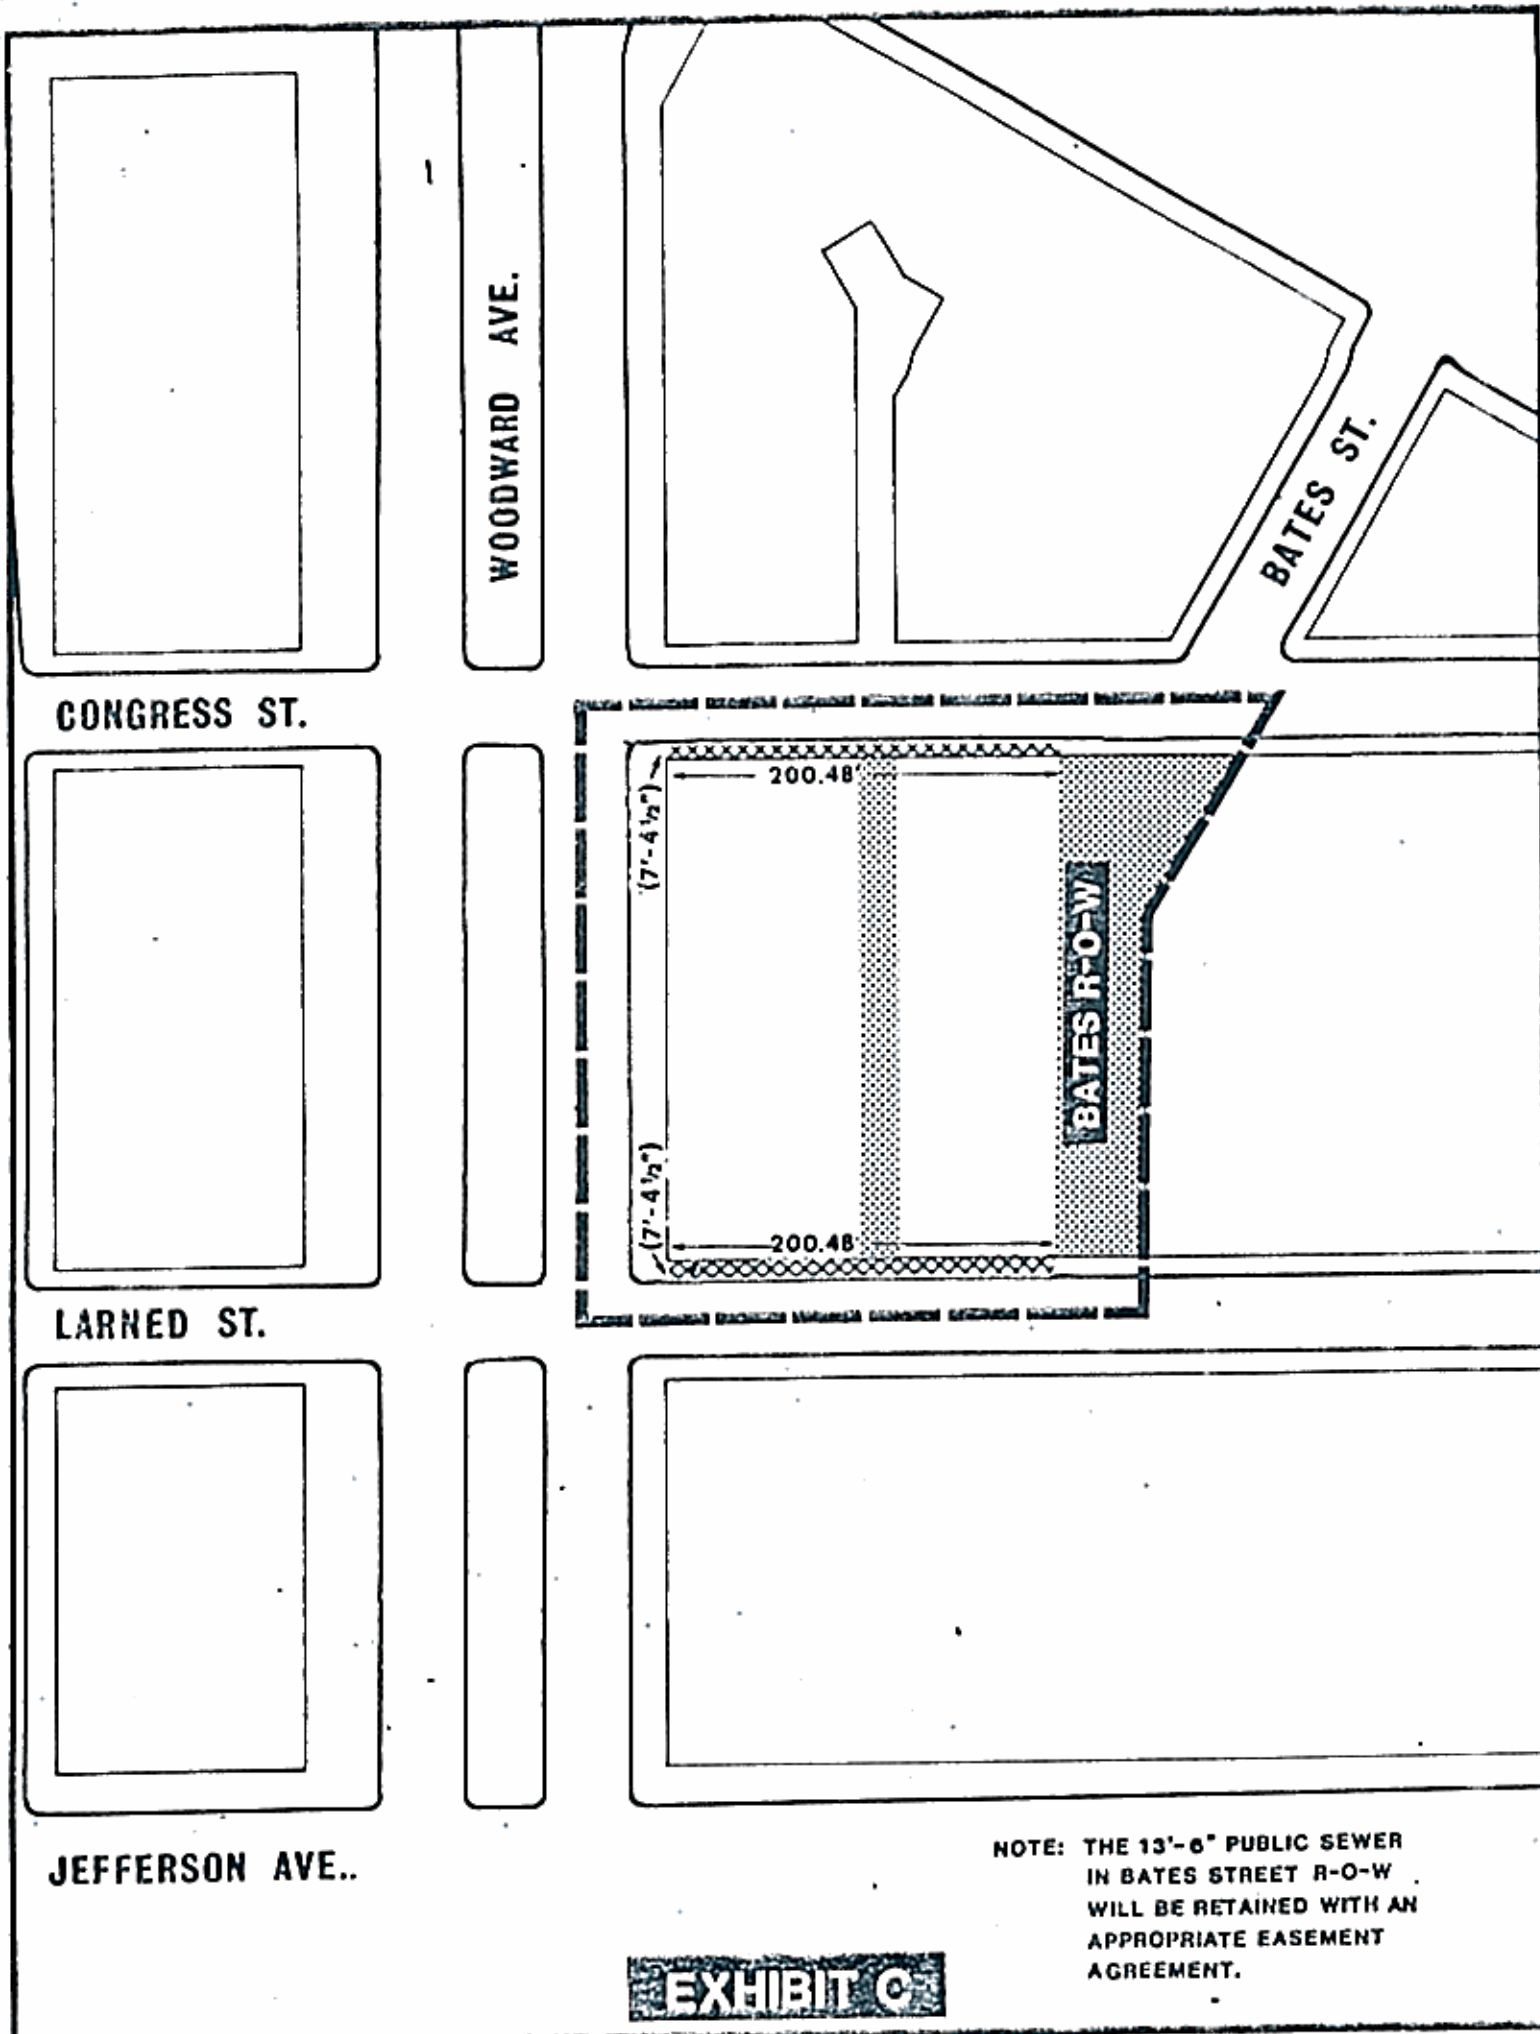 WOODWARD AVE.
BATES ST.
CONGRESS ST.
200.48'
(7'-4½")
BATES R-O-W
(7'-4½")
200.48'
LARNED ST.
JEFFERSON AVE..
NOTE: THE 13'-6" PUBLIC SEWER
IN BATES STREET R-O-W
WILL BE RETAINED WITH AN
APPROPRIATE EASEMENT
AGREEMENT.
EXHIBIT C